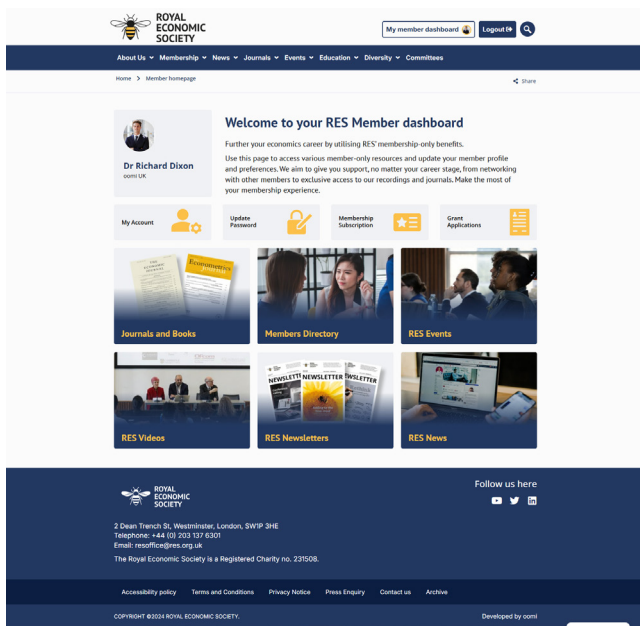 ROYAL
ECONOMIC
SOCIETY
My member dashboard
Logout
About Us
Membership
News
Journals
Events
Education
Diversity
Committees
Home > Member homepage
Share
Dr Richard Dixon
oomi UK
Welcome to your RES Member dashboard
Further your economics career by utilising RES' membership-only benefits.
Use this page to access various member-only resources and update your member profile
and preferences. We aim to give you support, no matter your career stage, from networking
with other members to exclusive access to our recordings and journals. Make the most of
your membership experience.
My Account
Update
Password
Membership
Subscription
Grant
Applications
THE
ECONOMIC
JOURNAL
Econometrics
Journal
Journals and Books
Members Directory
RES Events
RES Videos
NEWSLETTER
NEWSLETTER
RES Newsletters
RES News
ROYAL
ECONOMIC
SOCIETY
Follow us here
2 Dean Trench St, Westminster, London, SW1P 3HE
Telephone: +44 (0) 203 137 6301
Email: resoffice@res.org.uk
The Royal Economic Society is a Registered Charity no. 231508.
Accessibility policy
Terms and Conditions
Privacy Notice
Press Enquiry
Contact us
Archive
COPYRIGHT ©2024 ROYAL ECONOMIC SOCIETY.
Developed by oomi